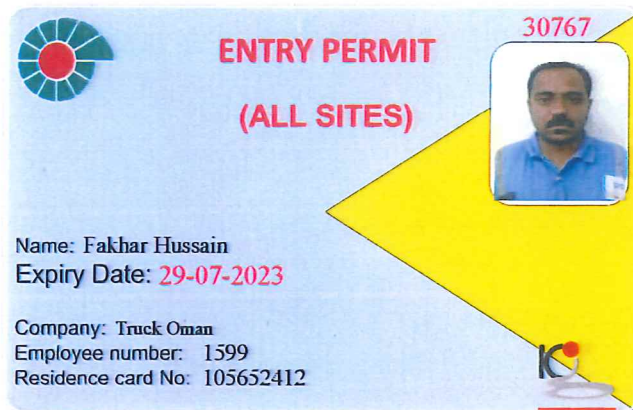 30767
ENTRY PERMIT
(ALL SITES)
Name: Fakhar Hussain
Expiry Date: 29-07-2023
Company: Truck Oman
Employee number: 1599
Residence card No: 105652412